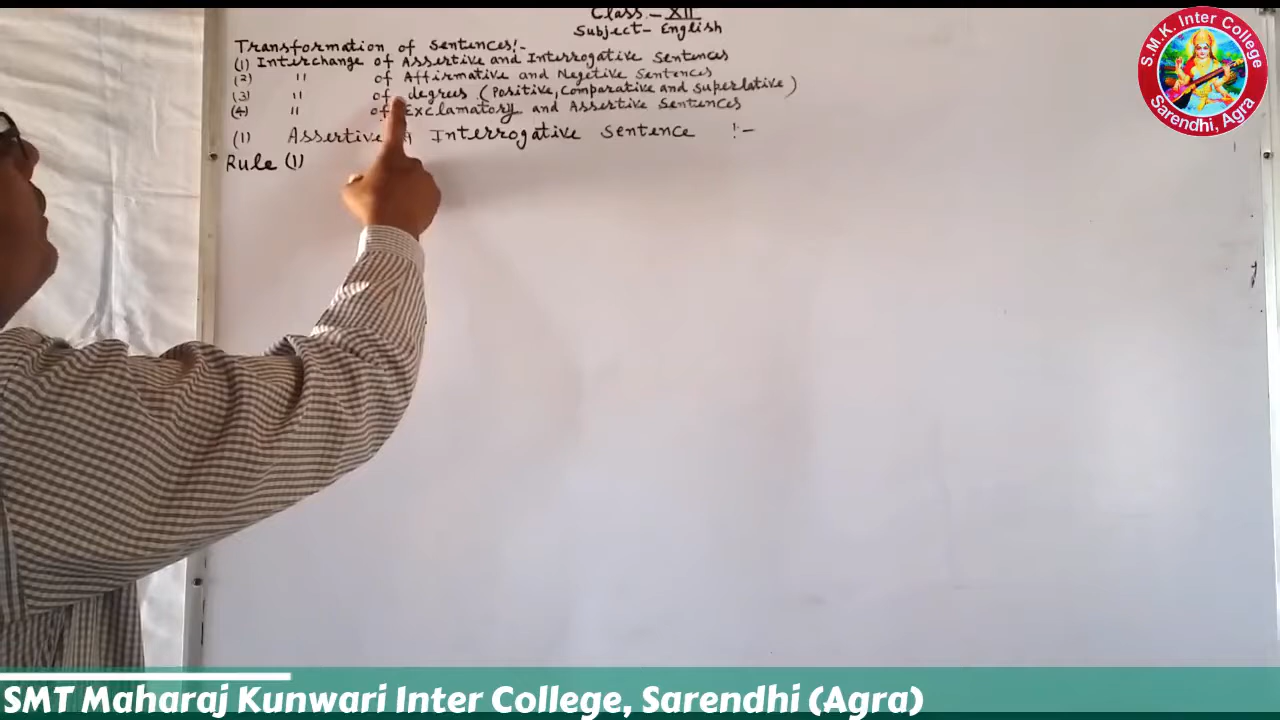 Class - XII
Subject - English
Transformation of Sentences:-
(1) Interchange of Assertive and Interrogative Sentences
(2) " of Affirmative and Negetive Sentences
(3) " of degrees (Positive, Comparative and Superlative)
(4) " of Exclamatory and Assertive Sentences
(1) Assertive Interrogative Sentence :-
Rule (1)
S.M.K. Inter College
Sarendhi, Agra
SMT Maharaj Kunwari Inter College, Sarendhi (Agra)